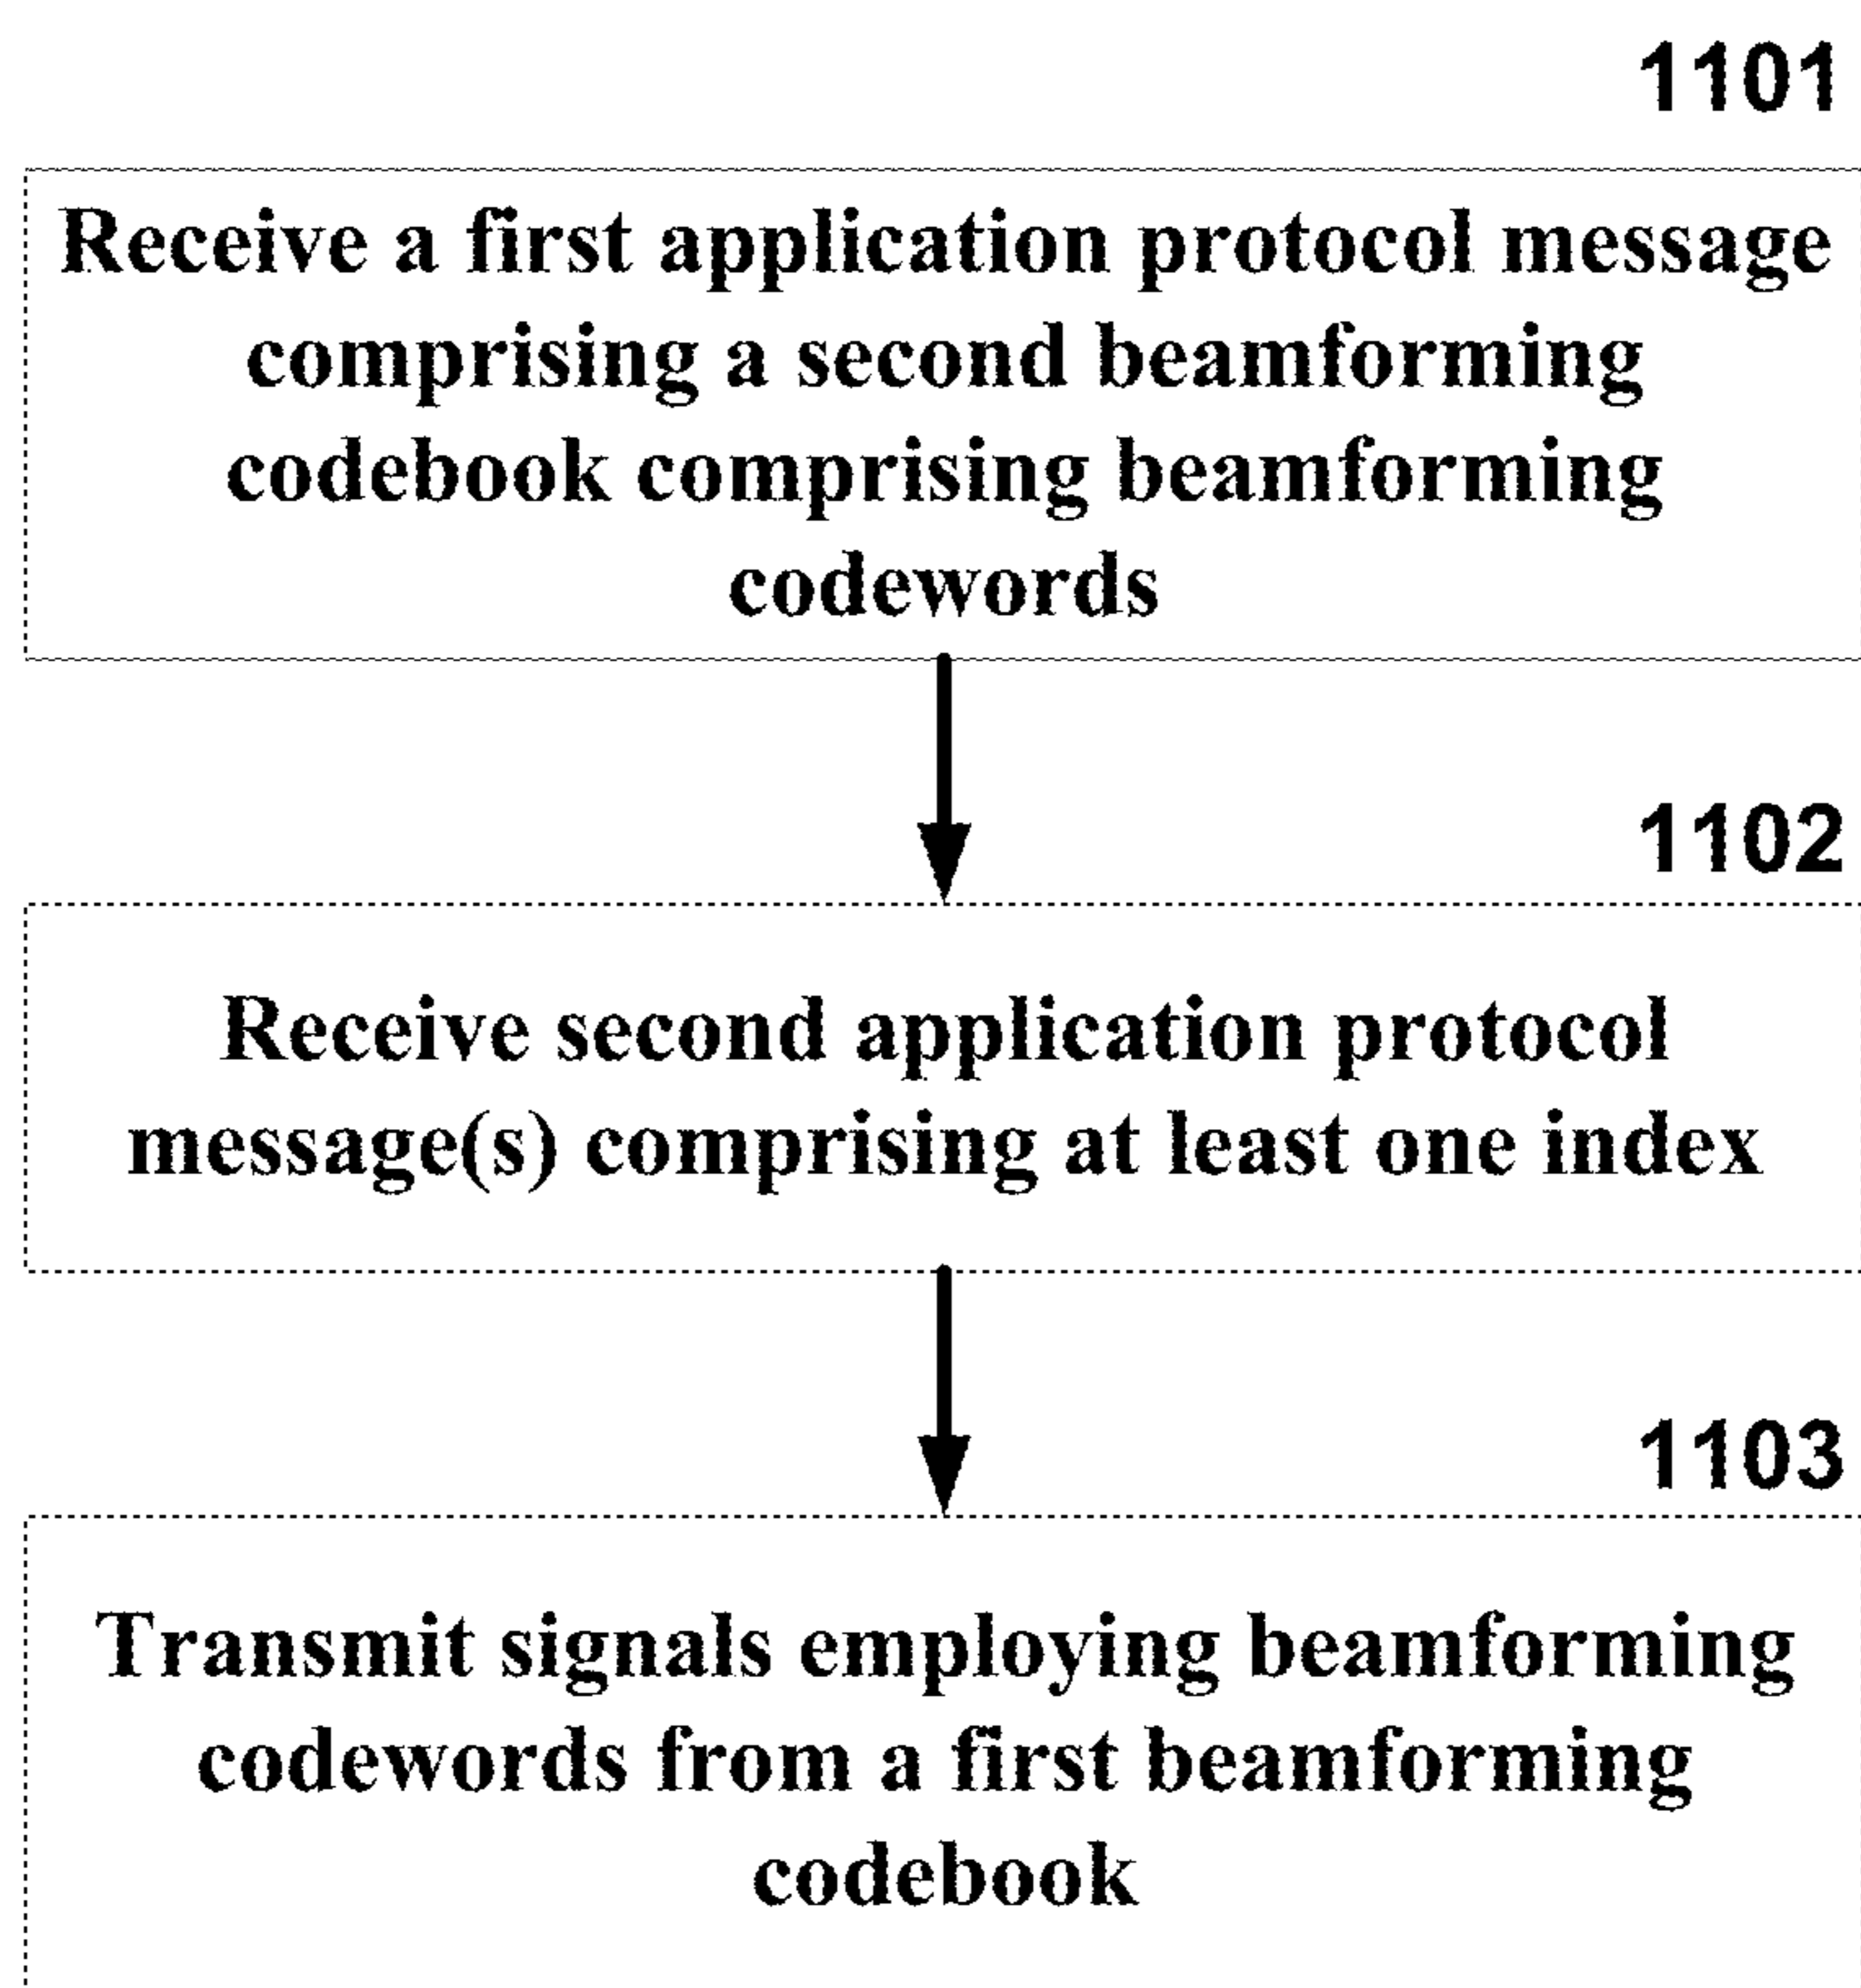 1101
Receive a first application protocol message
comprising a second beamforming
codebook comprising beamforming
codewords
1102
Receive second application protocol
message(s) comprising at least one index
1103
Transmit signals employing beamforming
codewords from a first beamforming
codebook